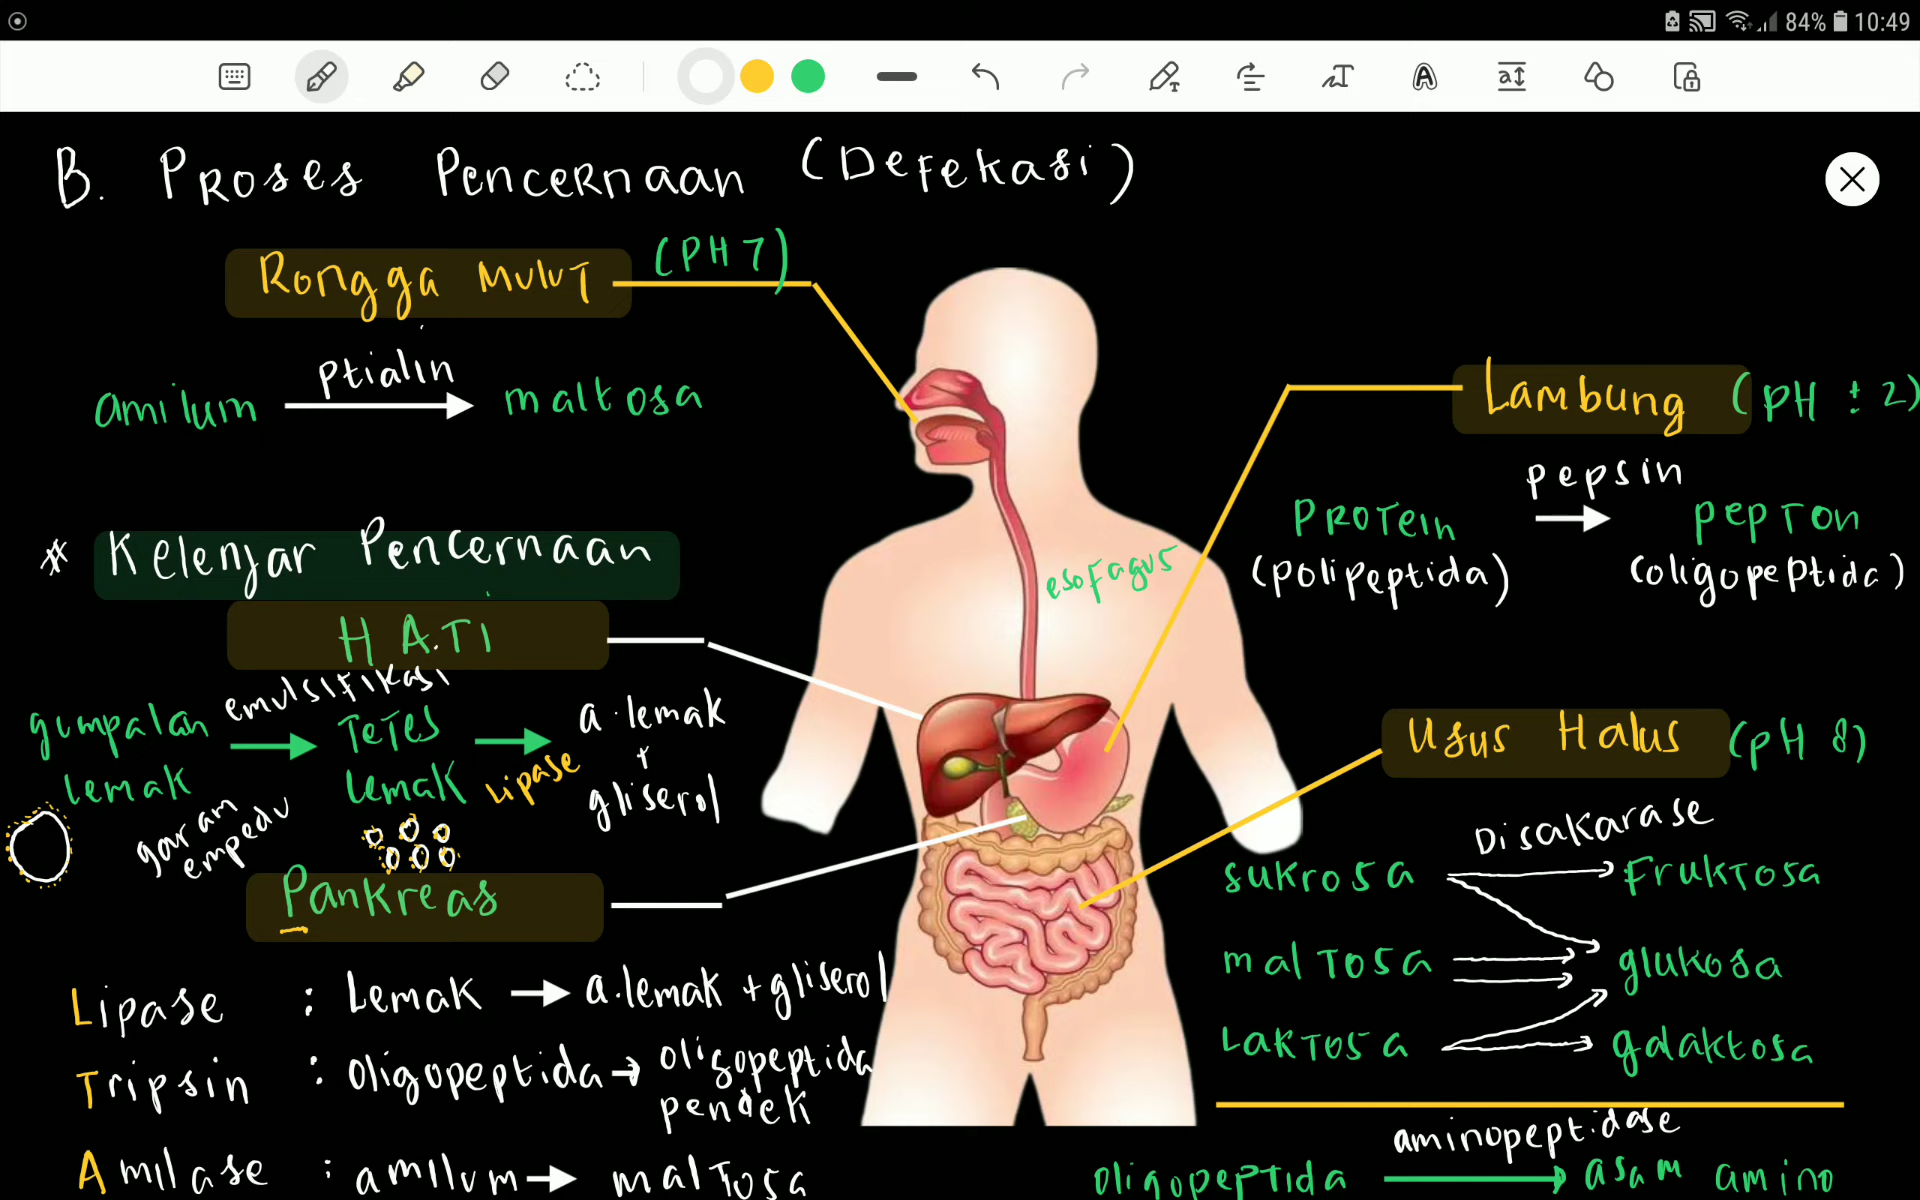 84% 10:49
B. Proses Pencernaan (Defekasi)
Rongga Mulut (PH 7)
amilum ptialin maltosa
* Kelenjar Pencernaan
HA.TI
gumpalan lemak emulsifikasi garam empedu Tetes lemak lipase a.lemak + gliserol
Pankreas
Lipase : Lemak → a.lemak + gliserol
Tripsin : Oligopeptida → oligopeptida pendek
Amilase : amilum → malTosa
esofagus
Lambung (pH ± 2)
pepsin
Protein → pepTon
(polipeptida) (oligopeptida)
Usus Halus (pH 8)
Disakarase
sukrosa Fruktosa
malTosa glukosa
Laktosa galaktosa
aminopeptidase
oligopeptida → asam amino